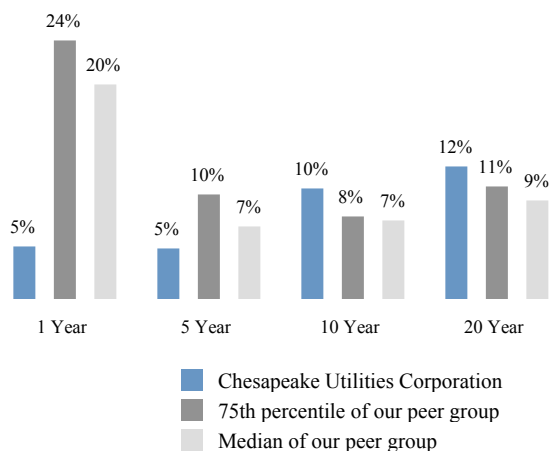 24%
20%
5%
5%
10%
7%
10%
8%
7%
12%
11%
9%
1 Year
5 Year
10 Year
20 Year
Chesapeake Utilities Corporation
75th percentile of our peer group
Median of our peer group